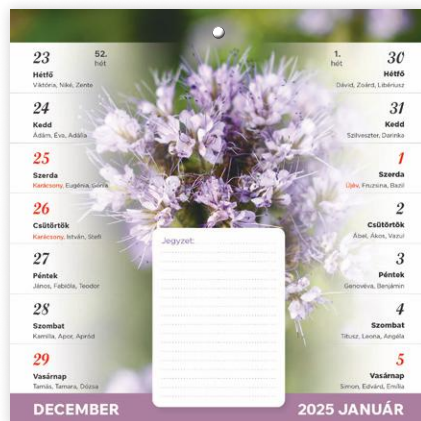 23
52.
hét
Hétfő
Viktória, Niké, Zente
24
Kedd
Ádám, Éva, Adélia
25
Szerda
Karácsony, Eugénia, Gonia
26
Csütörtök
Karácsony, István, Stefi
27
Péntek
János, Fabióla, Teodor
28
Szombat
Kamilla, Apor, Apród
29
Vasárnap
Tamás, Tamara, Dózsa
DECEMBER
Jegyzet:
1.
hét
30
Hétfő
Dávid, Zoárd, Libériusz
31
Kedd
Szilveszter, Darinka
1
Szerda
Újév, Fruzsina, Bazil
2
Csütörtök
Ábel, Ákos, Vazul
3
Péntek
Genovéva, Benjámin
4
Szombat
Titusz, Leona, Angéla
5
Vasárnap
Simon, Edvárd, Emília
2025 JANUÁR